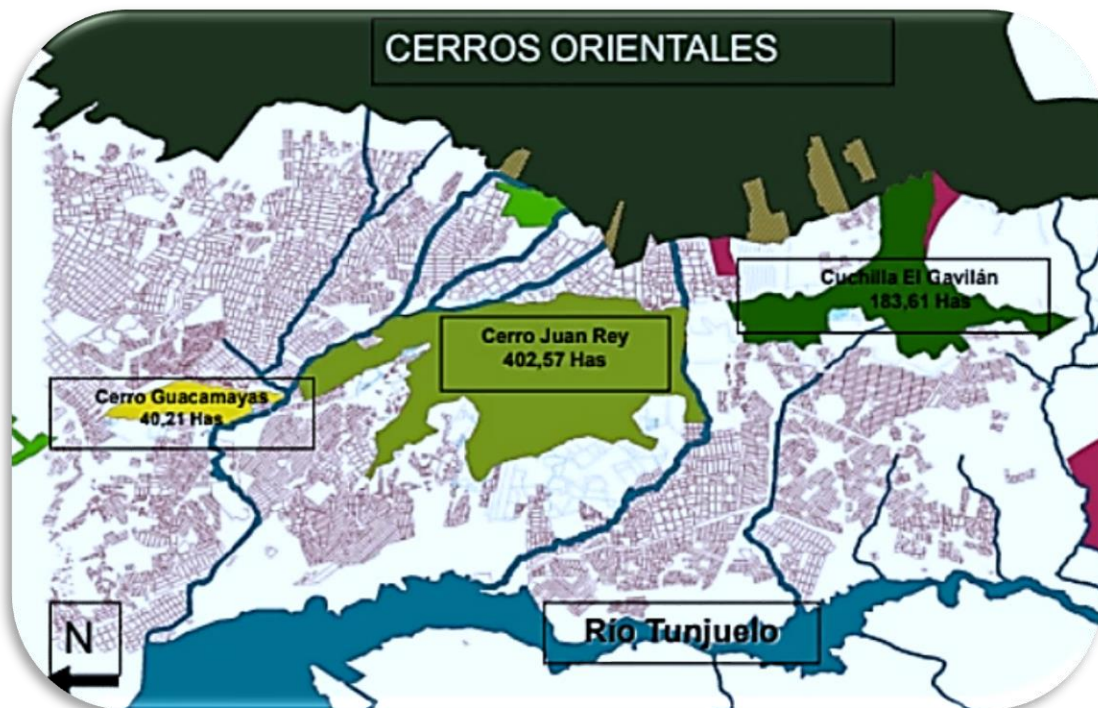 CERROS ORIENTALES
Cuchilla El Gavilán
183,61 Has
Cerro Juan Rey
402,57 Has
Cerro Guacamayas
40,21 Has
Río Tunjuelo
N